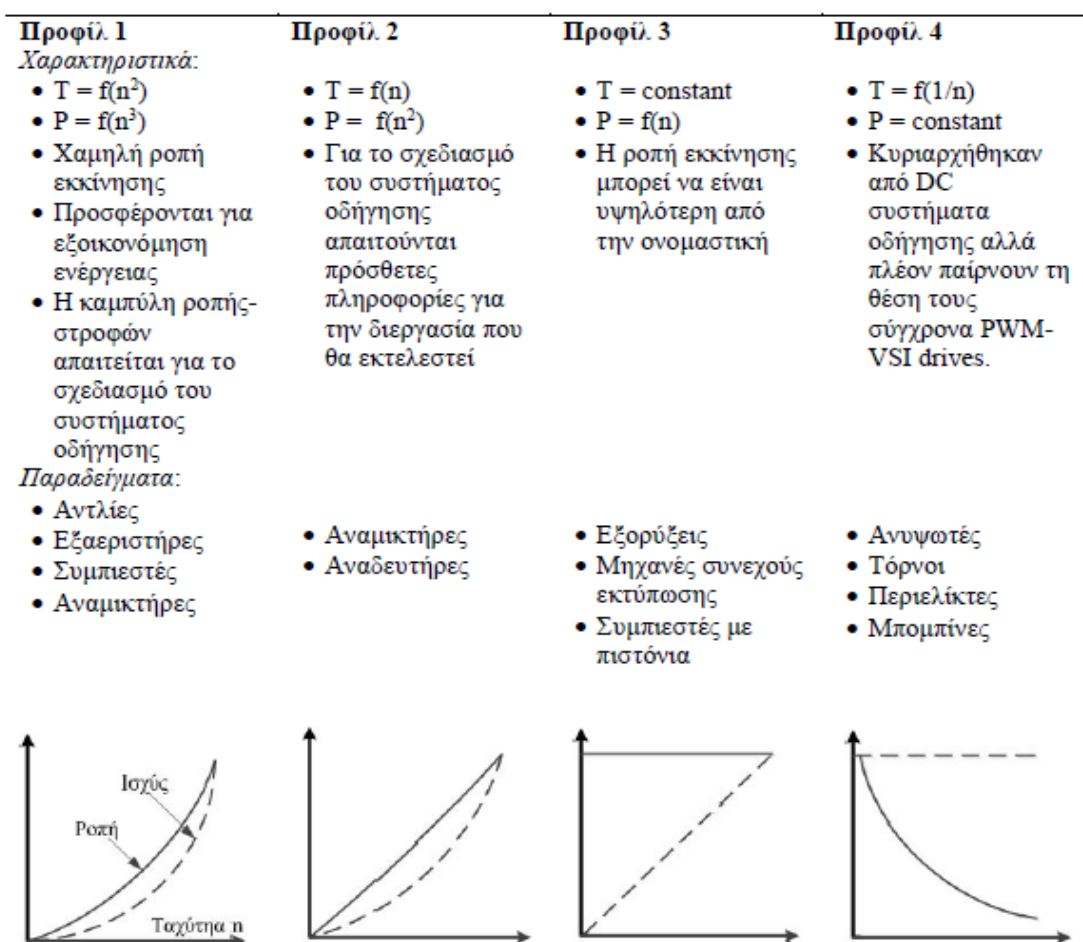 Προφίλ 1
Χαρακτηριστικά:
• T = f(n²)
• P = f(n³)
• Χαμηλή ροπή
εκκίνησης
• Προσφέρονται για
εξοικονόμηση
ενέργειας
• Η καμπύλη ροπής-
στροφών
απαιτείται για το
σχεδιασμό του
συστήματος
οδήγησης
Παραδείγματα:
• Αντλίες
• Εξαεριστήρες
• Συμπιεστές
• Αναμικτήρες
Προφίλ 2
• T = f(n)
• P = f(n²)
• Για το σχεδιασμό
του συστήματος
οδήγησης
απαιτούνται
πρόσθετες
πληροφορίες για
την διεργασία που
θα εκτελεστεί
• Αναμικτήρες
• Αναδευτήρες
Προφίλ 3
• T = constant
• P = f(n)
• Η ροπή εκκίνησης
μπορεί να είναι
υψηλότερη από
την ονομαστική
• Εξορύξεις
• Μηχανές συνεχούς
εκτύπωσης
• Συμπιεστές με
πιστόνια
Προφίλ 4
• T = f(1/n)
• P = constant
• Κυριαρχήθηκαν
από DC
συστήματα
οδήγησης αλλά
πλέον παίρνουν τη
θέση τους
σύγχρονα PWM-
VSI drives.
• Ανυψωτές
• Τόρνοι
• Περιελίκτες
• Μπομπίνες
Ισχύς
Ροπή
Ταχύτηα n